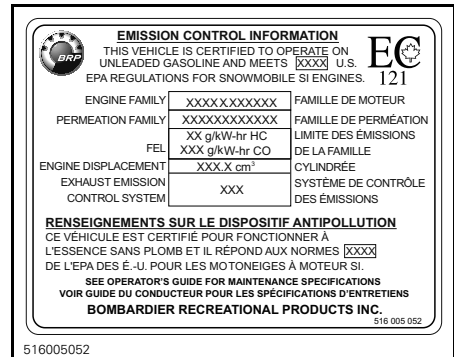 EMISSION CONTROL INFORMATION
THIS VEHICLE IS CERTIFIED TO OPERATE ON
UNLEADED GASOLINE AND MEETS XXXX U.S.
EPA REGULATIONS FOR SNOWMOBILE SI ENGINES.
BRP
EC
121
ENGINE FAMILY XXXXXXXXXXXX FAMILLE DE MOTEUR
PERMEATION FAMILY XXXXXXXXXXXX FAMILLE DE PERMÉATION
XX g/kW-hr HC LIMITE DES ÉMISSIONS
FEL XXX g/kW-hr CO DE LA FAMILLE
ENGINE DISPLACEMENT XXX.X cm³ CYLINDRÉE
EXHAUST EMISSION SYSTÈME DE CONTRÔLE
XXX
CONTROL SYSTEM DES ÉMISSIONS
RENSEIGNEMENTS SUR LE DISPOSITIF ANTIPOLLUTION
CE VÉHICULE EST CERTIFIÉ POUR FONCTIONNER À
L'ESSENCE SANS PLOMB ET IL RÉPOND AUX NORMES XXXX
DE L'EPA DES É.-U. POUR LES MOTONEIGES À MOTEUR SI.
SEE OPERATOR'S GUIDE FOR MAINTENANCE SPECIFICATIONS
VOIR GUIDE DU CONDUCTEUR POUR LES SPÉCIFICATIONS D'ENTRETIENS
BOMBARDIER RECREATIONAL PRODUCTS INC.
516 005 052
516005052